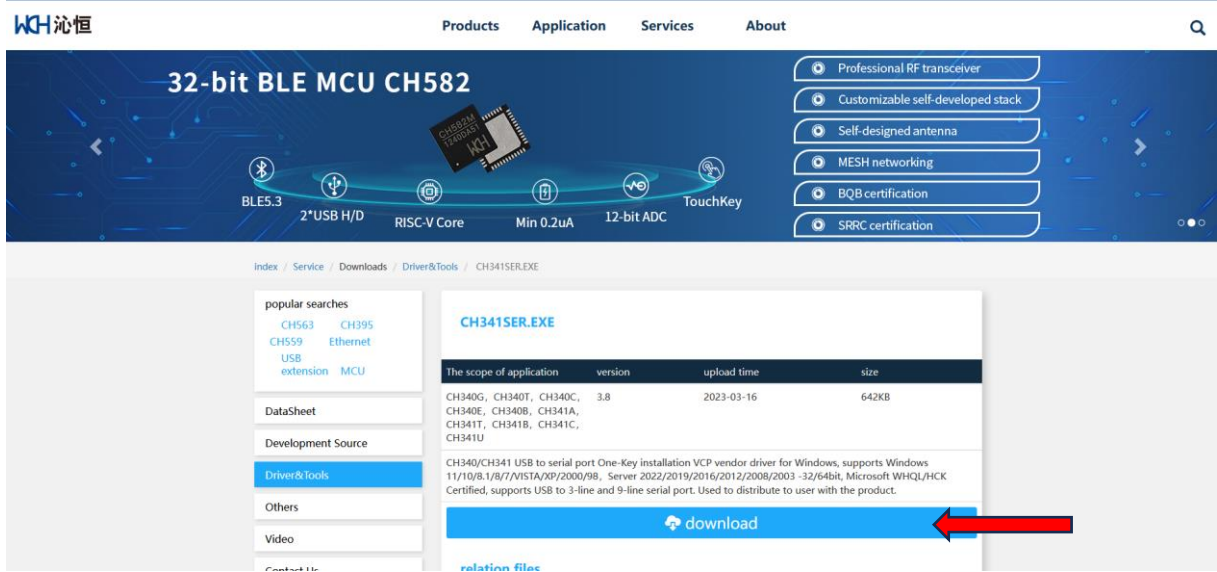 WCH 沁恒
Products Application Services About
32-bit BLE MCU CH582
CH582M
WCH
BLE5.3
2*USB H/D
RISC-V Core
Min 0.2uA
12-bit ADC
TouchKey
Professional RF transceiver
Customizable self-developed stack
Self-designed antenna
MESH networking
BQB certification
SRRC certification
index / Service / Downloads / Driver&Tools / CH341SER.EXE
popular searches
CH563 CH395
CH559 Ethernet
USB
extension MCU
DataSheet
Development Source
Driver&Tools
Others
Video
Contact Us
CH341SER.EXE
The scope of application version upload time size
CH340G, CH340T, CH340C, 3.8 2023-03-16 642KB
CH340E, CH340B, CH341A,
CH341T, CH341B, CH341C,
CH341U
CH340/CH341 USB to serial port One-Key installation VCP vendor driver for Windows, supports Windows
11/10/8.1/8/7/VISTA/XP/2000/98, Server 2022/2019/2016/2012/2008/2003 -32/64bit, Microsoft WHQL/HCK
Certified, supports USB to 3-line and 9-line serial port. Used to distribute to user with the product.
download
relation files